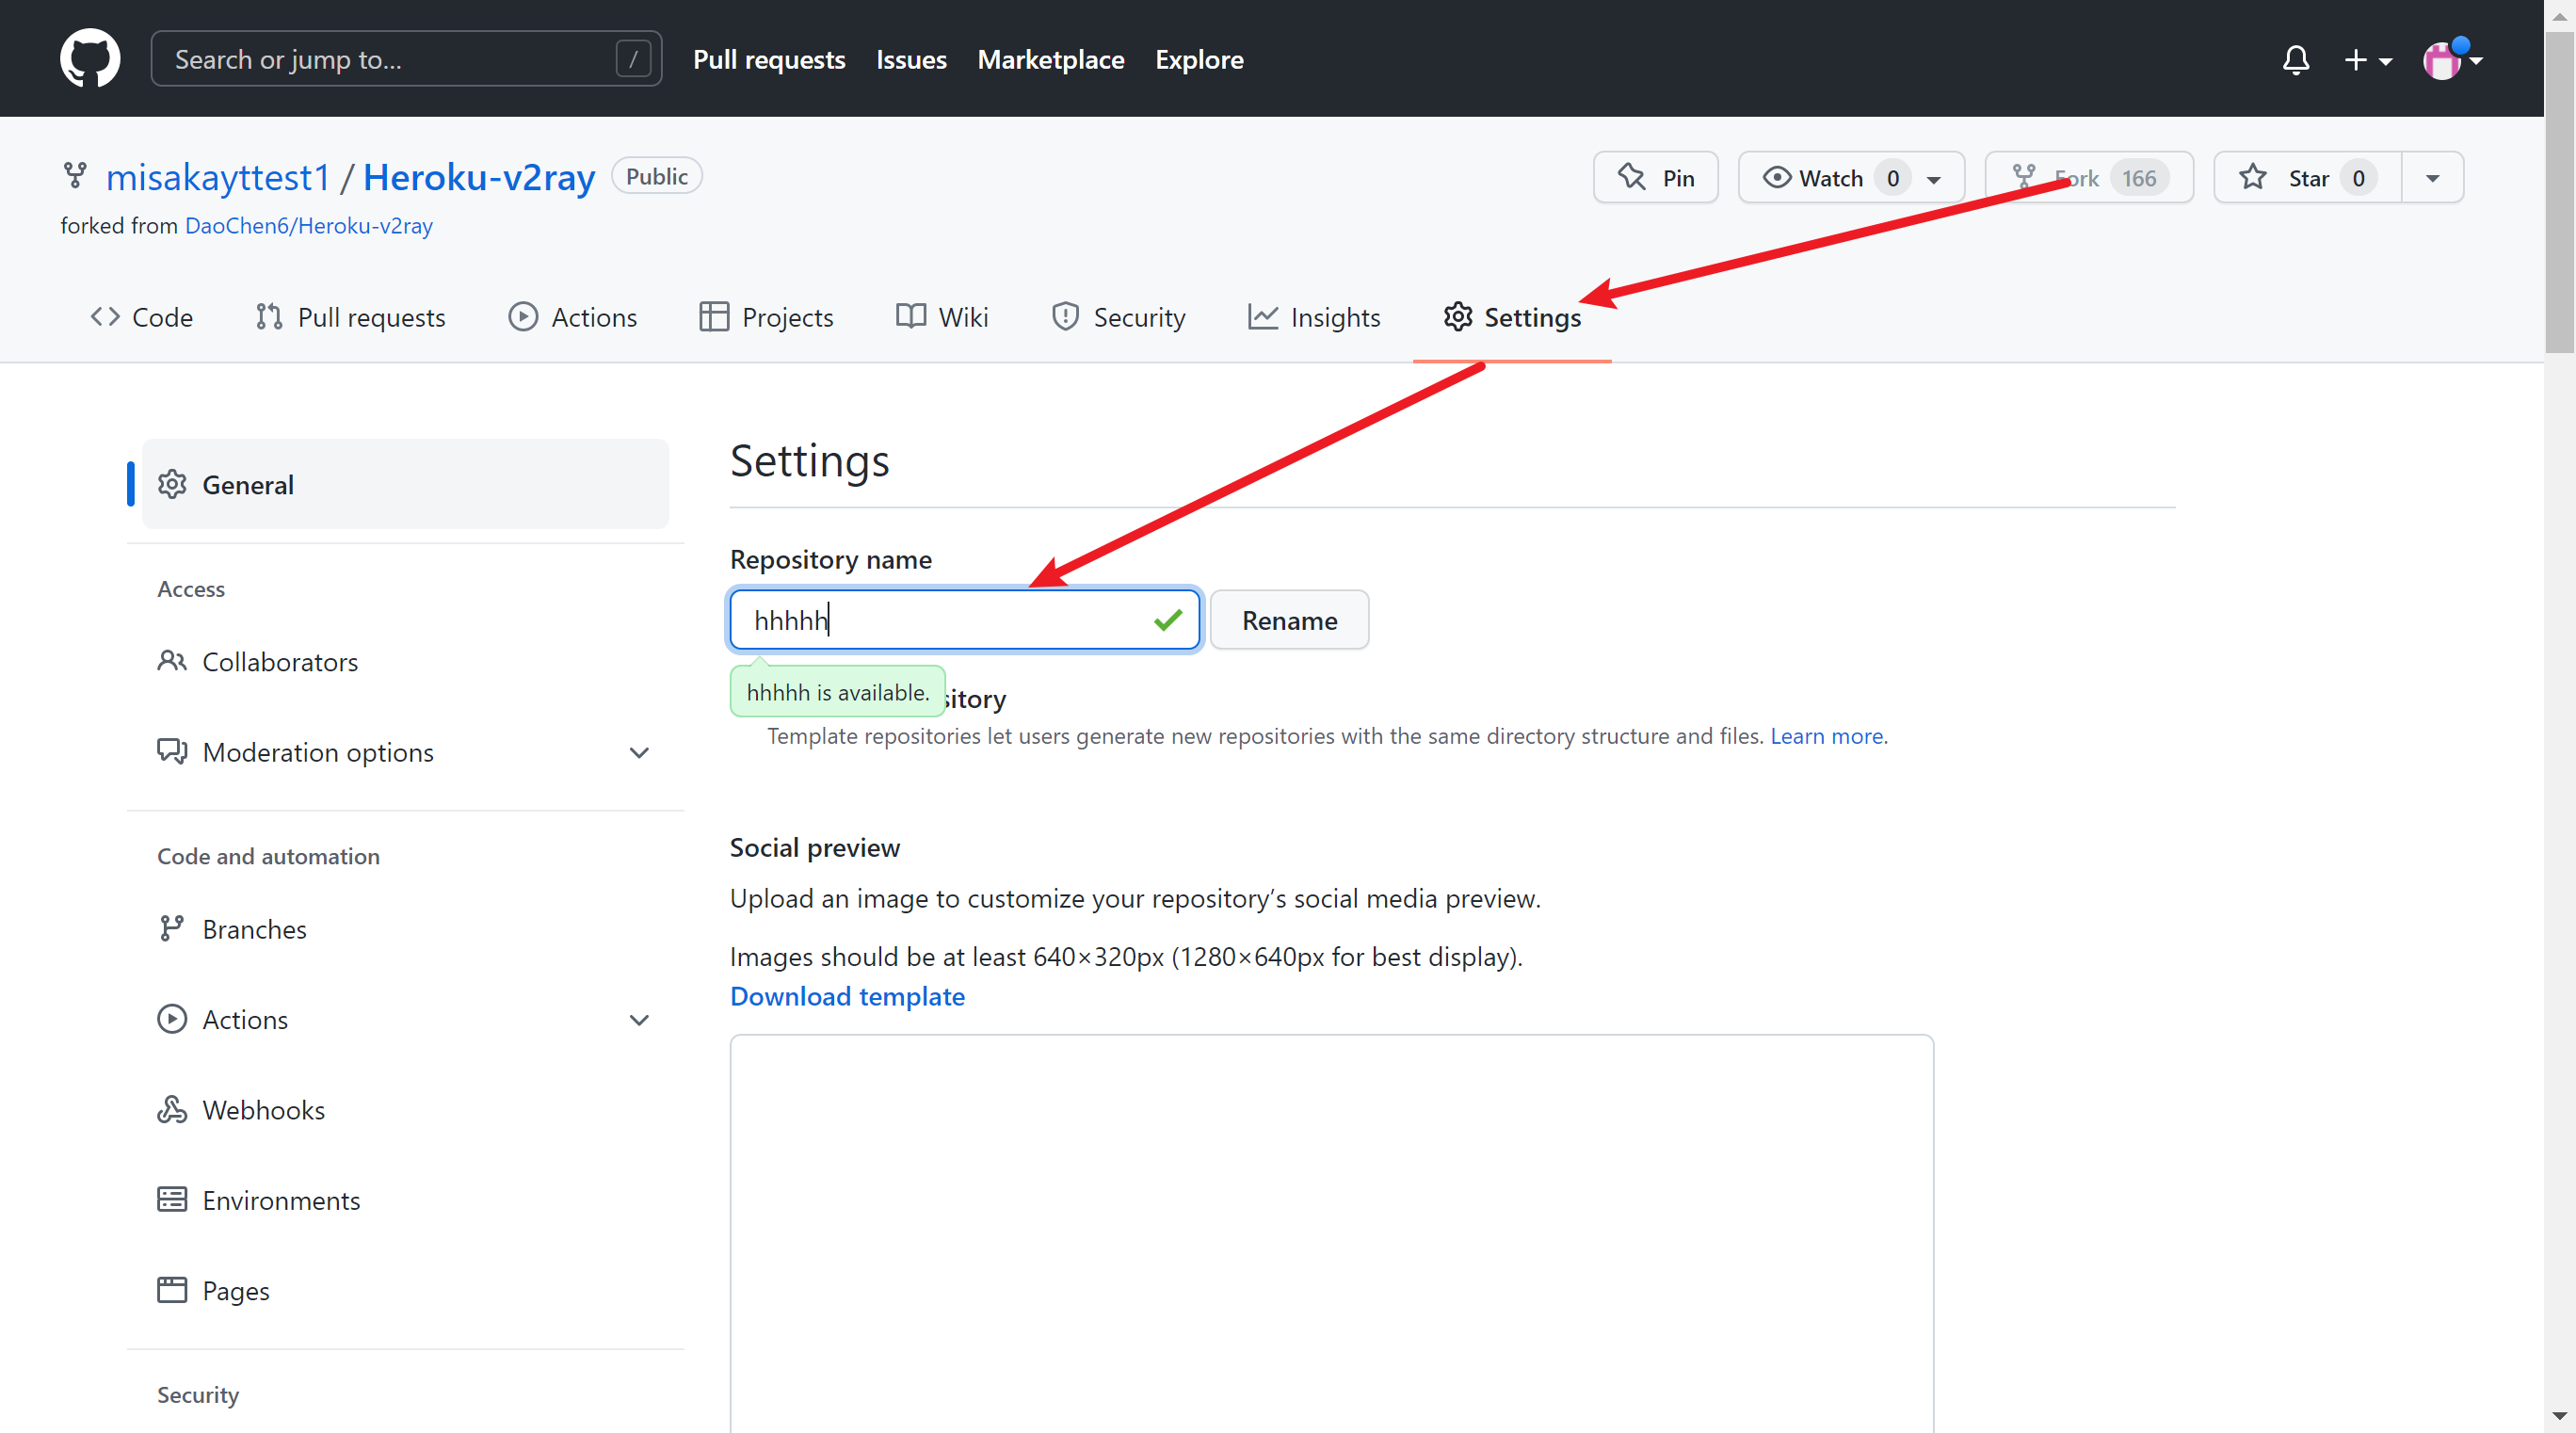 Search or jump to... /
Pull requests Issues Marketplace Explore
misakayttest1 / Heroku-v2ray Public
Pin Watch 0 Fork 166 Star 0
forked from DaoChen6/Heroku-v2ray
Code Pull requests Actions Projects Wiki Security Insights Settings
General
Access
Collaborators
Moderation options
Code and automation
Branches
Actions
Webhooks
Environments
Pages
Security
Settings
Repository name
hhhhh Rename
hhhhh is available. sitory
Template repositories let users generate new repositories with the same directory structure and files. Learn more.
Social preview
Upload an image to customize your repository’s social media preview.
Images should be at least 640×320px (1280×640px for best display).
Download template